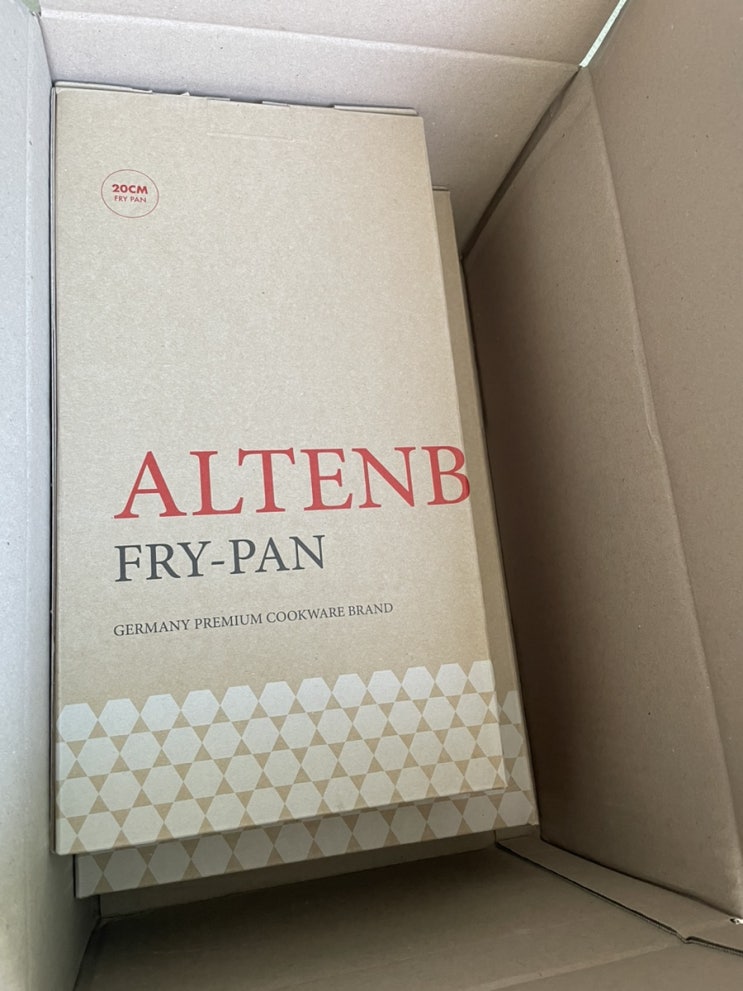 20CM
FRY PAN
ALTENB
FRY-PAN
GERMANY PREMIUM COOKWARE BRAND